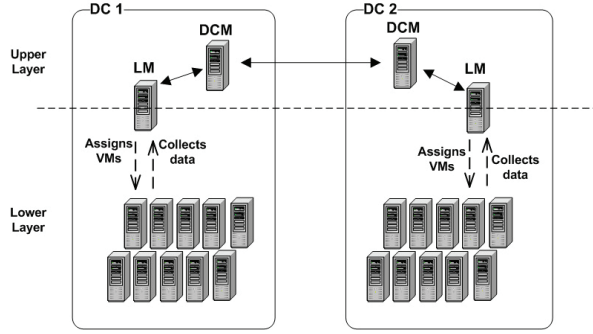 DC 1
DC 2
DCM
DCM
Upper
Layer
LM
LM
Assigns
VMs
Collects
data
Assigns
VMs
Collects
data
Lower
Layer